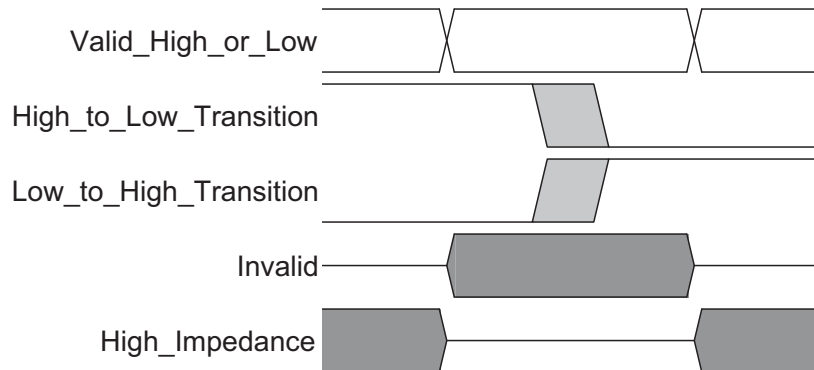 Valid_High_or_Low
High_to_Low_Transition
Low_to_High_Transition
Invalid
High_Impedance